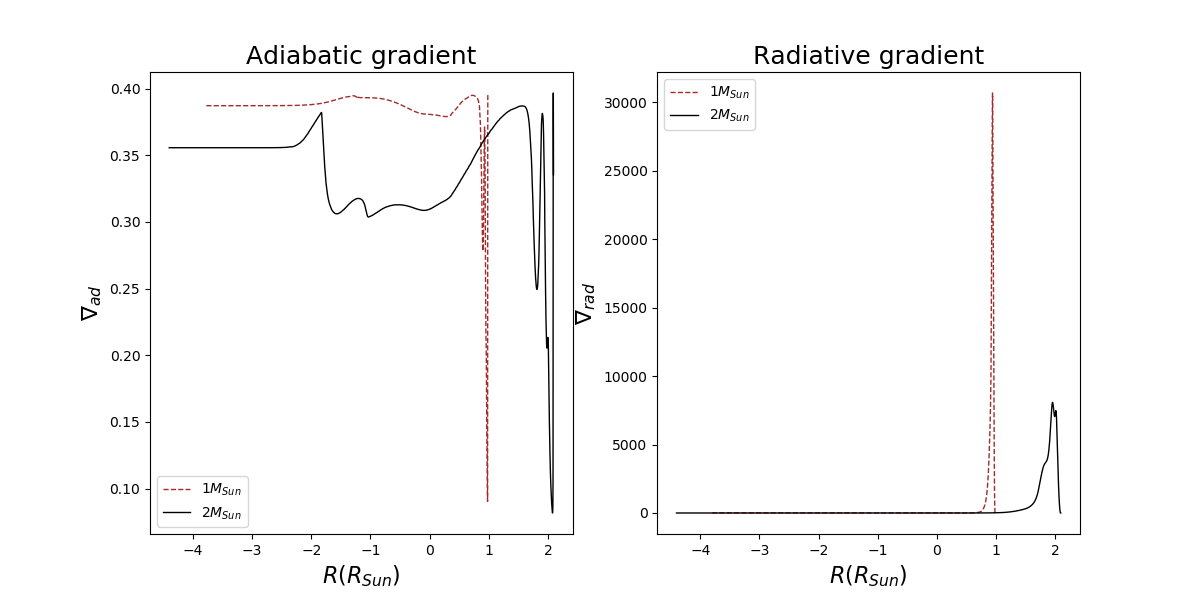 Adiabatic gradient
∇ad
0.40
0.35
0.30
0.25
0.20
0.15
0.10
1MSun
2MSun
−4 −3 −2 −1 0 1 2
R(RSun)
Radiative gradient
∇rad
30000
25000
20000
15000
10000
5000
0
1MSun
2MSun
−4 −3 −2 −1 0 1 2
R(RSun)